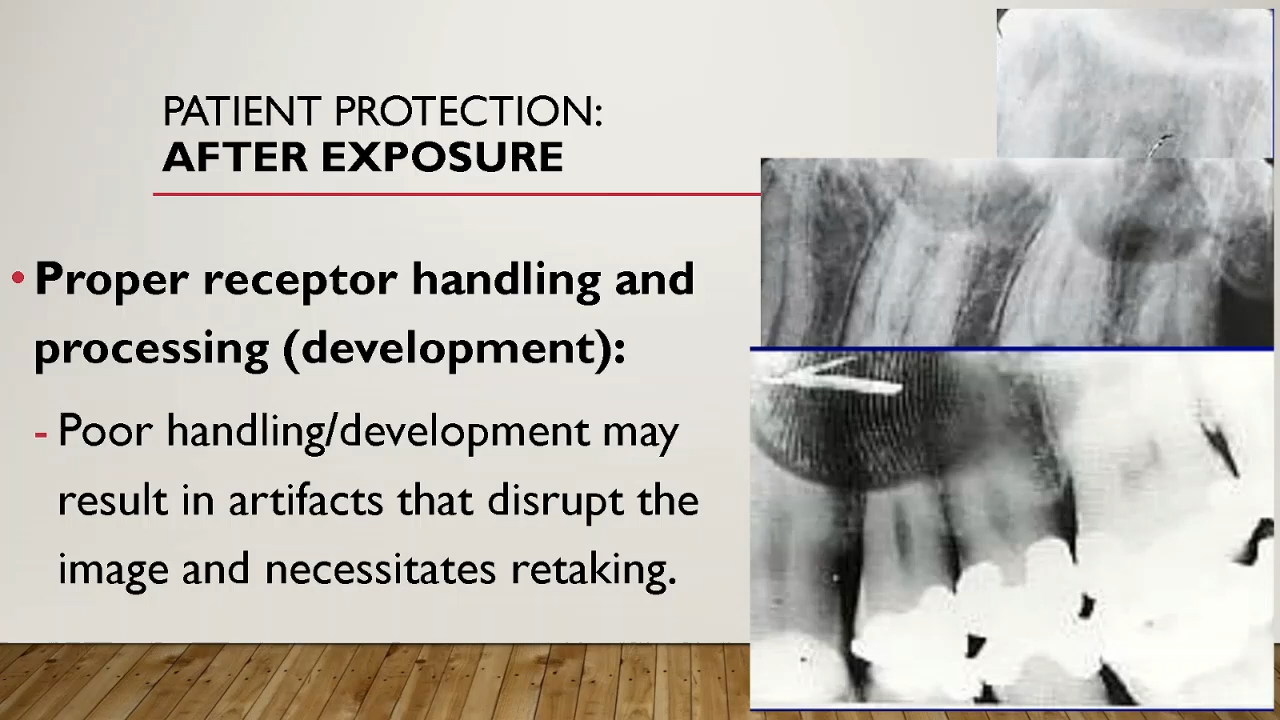 PATIENT PROTECTION:
AFTER EXPOSURE
• Proper receptor handling and
processing (development):
- Poor handling/development may
result in artifacts that disrupt the
image and necessitates retaking.